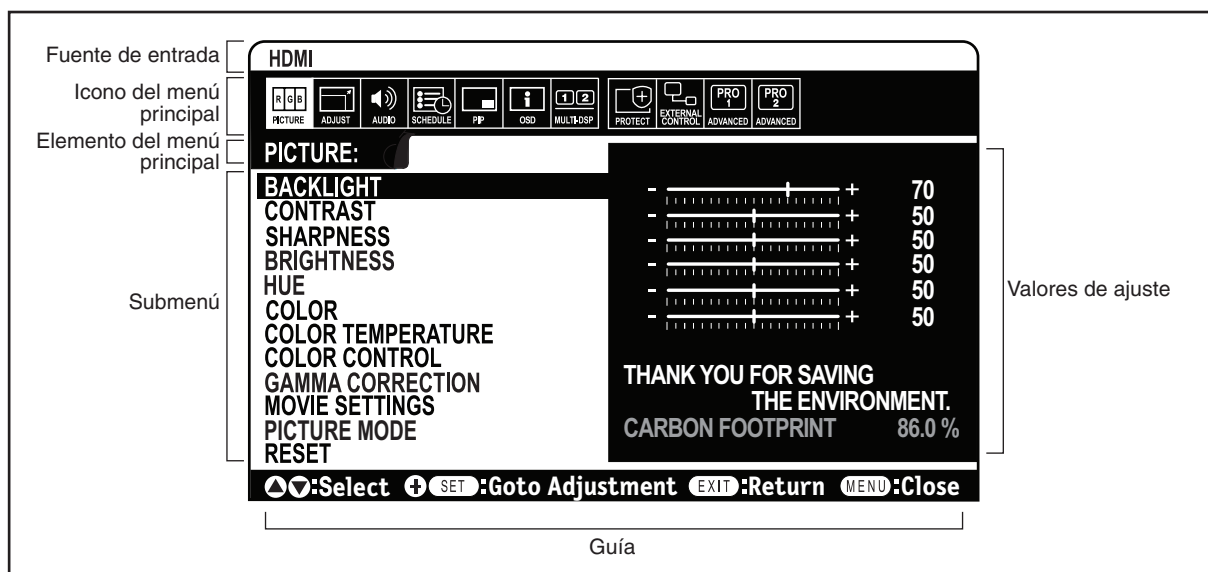 Fuente de entrada
HDMI
Icono del menú
principal
R G B
PICTURE
ADJUST
AUDIO
SCHEDULE
PIP
OSD
1 2
MULTI-DSP
PROTECT
EXTERNAL
CONTROL
PRO
1
ADVANCED
PRO
2
ADVANCED
Elemento del menú
principal
PICTURE:
Submenú
BACKLIGHT - + 70
CONTRAST - + 50
SHARPNESS - + 50
BRIGHTNESS - + 50
HUE - + 50
COLOR - + 50
COLOR TEMPERATURE
COLOR CONTROL
GAMMA CORRECTION
MOVIE SETTINGS
PICTURE MODE
RESET
THANK YOU FOR SAVING
THE ENVIRONMENT.
CARBON FOOTPRINT 86.0 %
Valores de ajuste
:Select + SET :Goto Adjustment EXIT :Return MENU :Close
Guía